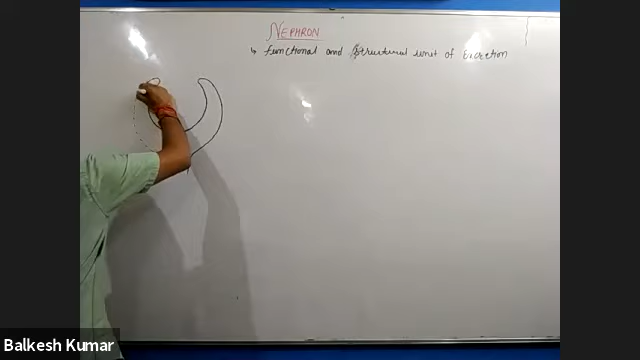 NEPHRON
↳ functional and structural unit of Excretion
Balkesh Kumar